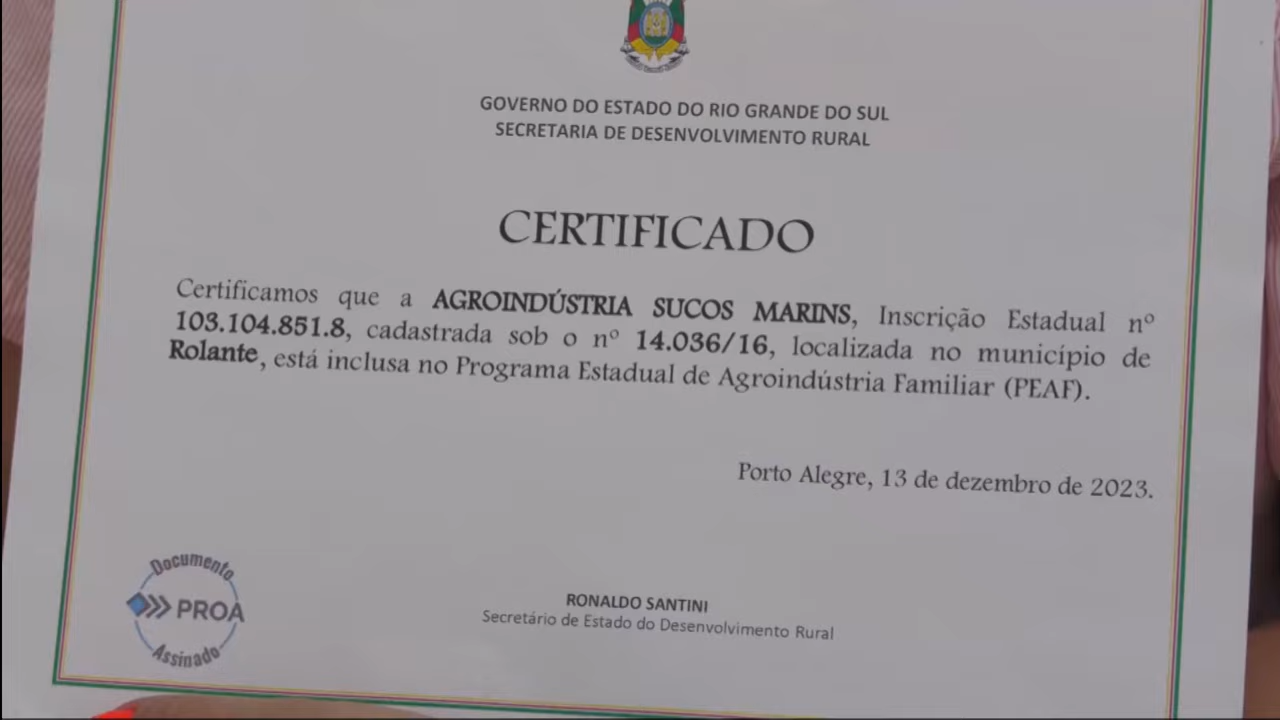 GOVERNO DO ESTADO DO RIO GRANDE DO SUL
SECRETARIA DE DESENVOLVIMENTO RURAL
CERTIFICADO
Certificamos que a AGROINDÚSTRIA SUCOS MARINS, Inscrição Estadual nº
103.104.851.8, cadastrada sob o nº 14.036/16, localizada no município de
Rolante, está inclusa no Programa Estadual de Agroindústria Familiar (PEAF).
Porto Alegre, 13 de dezembro de 2023.
Documento
PROA
Assinado
RONALDO SANTINI
Secretário de Estado do Desenvolvimento Rural